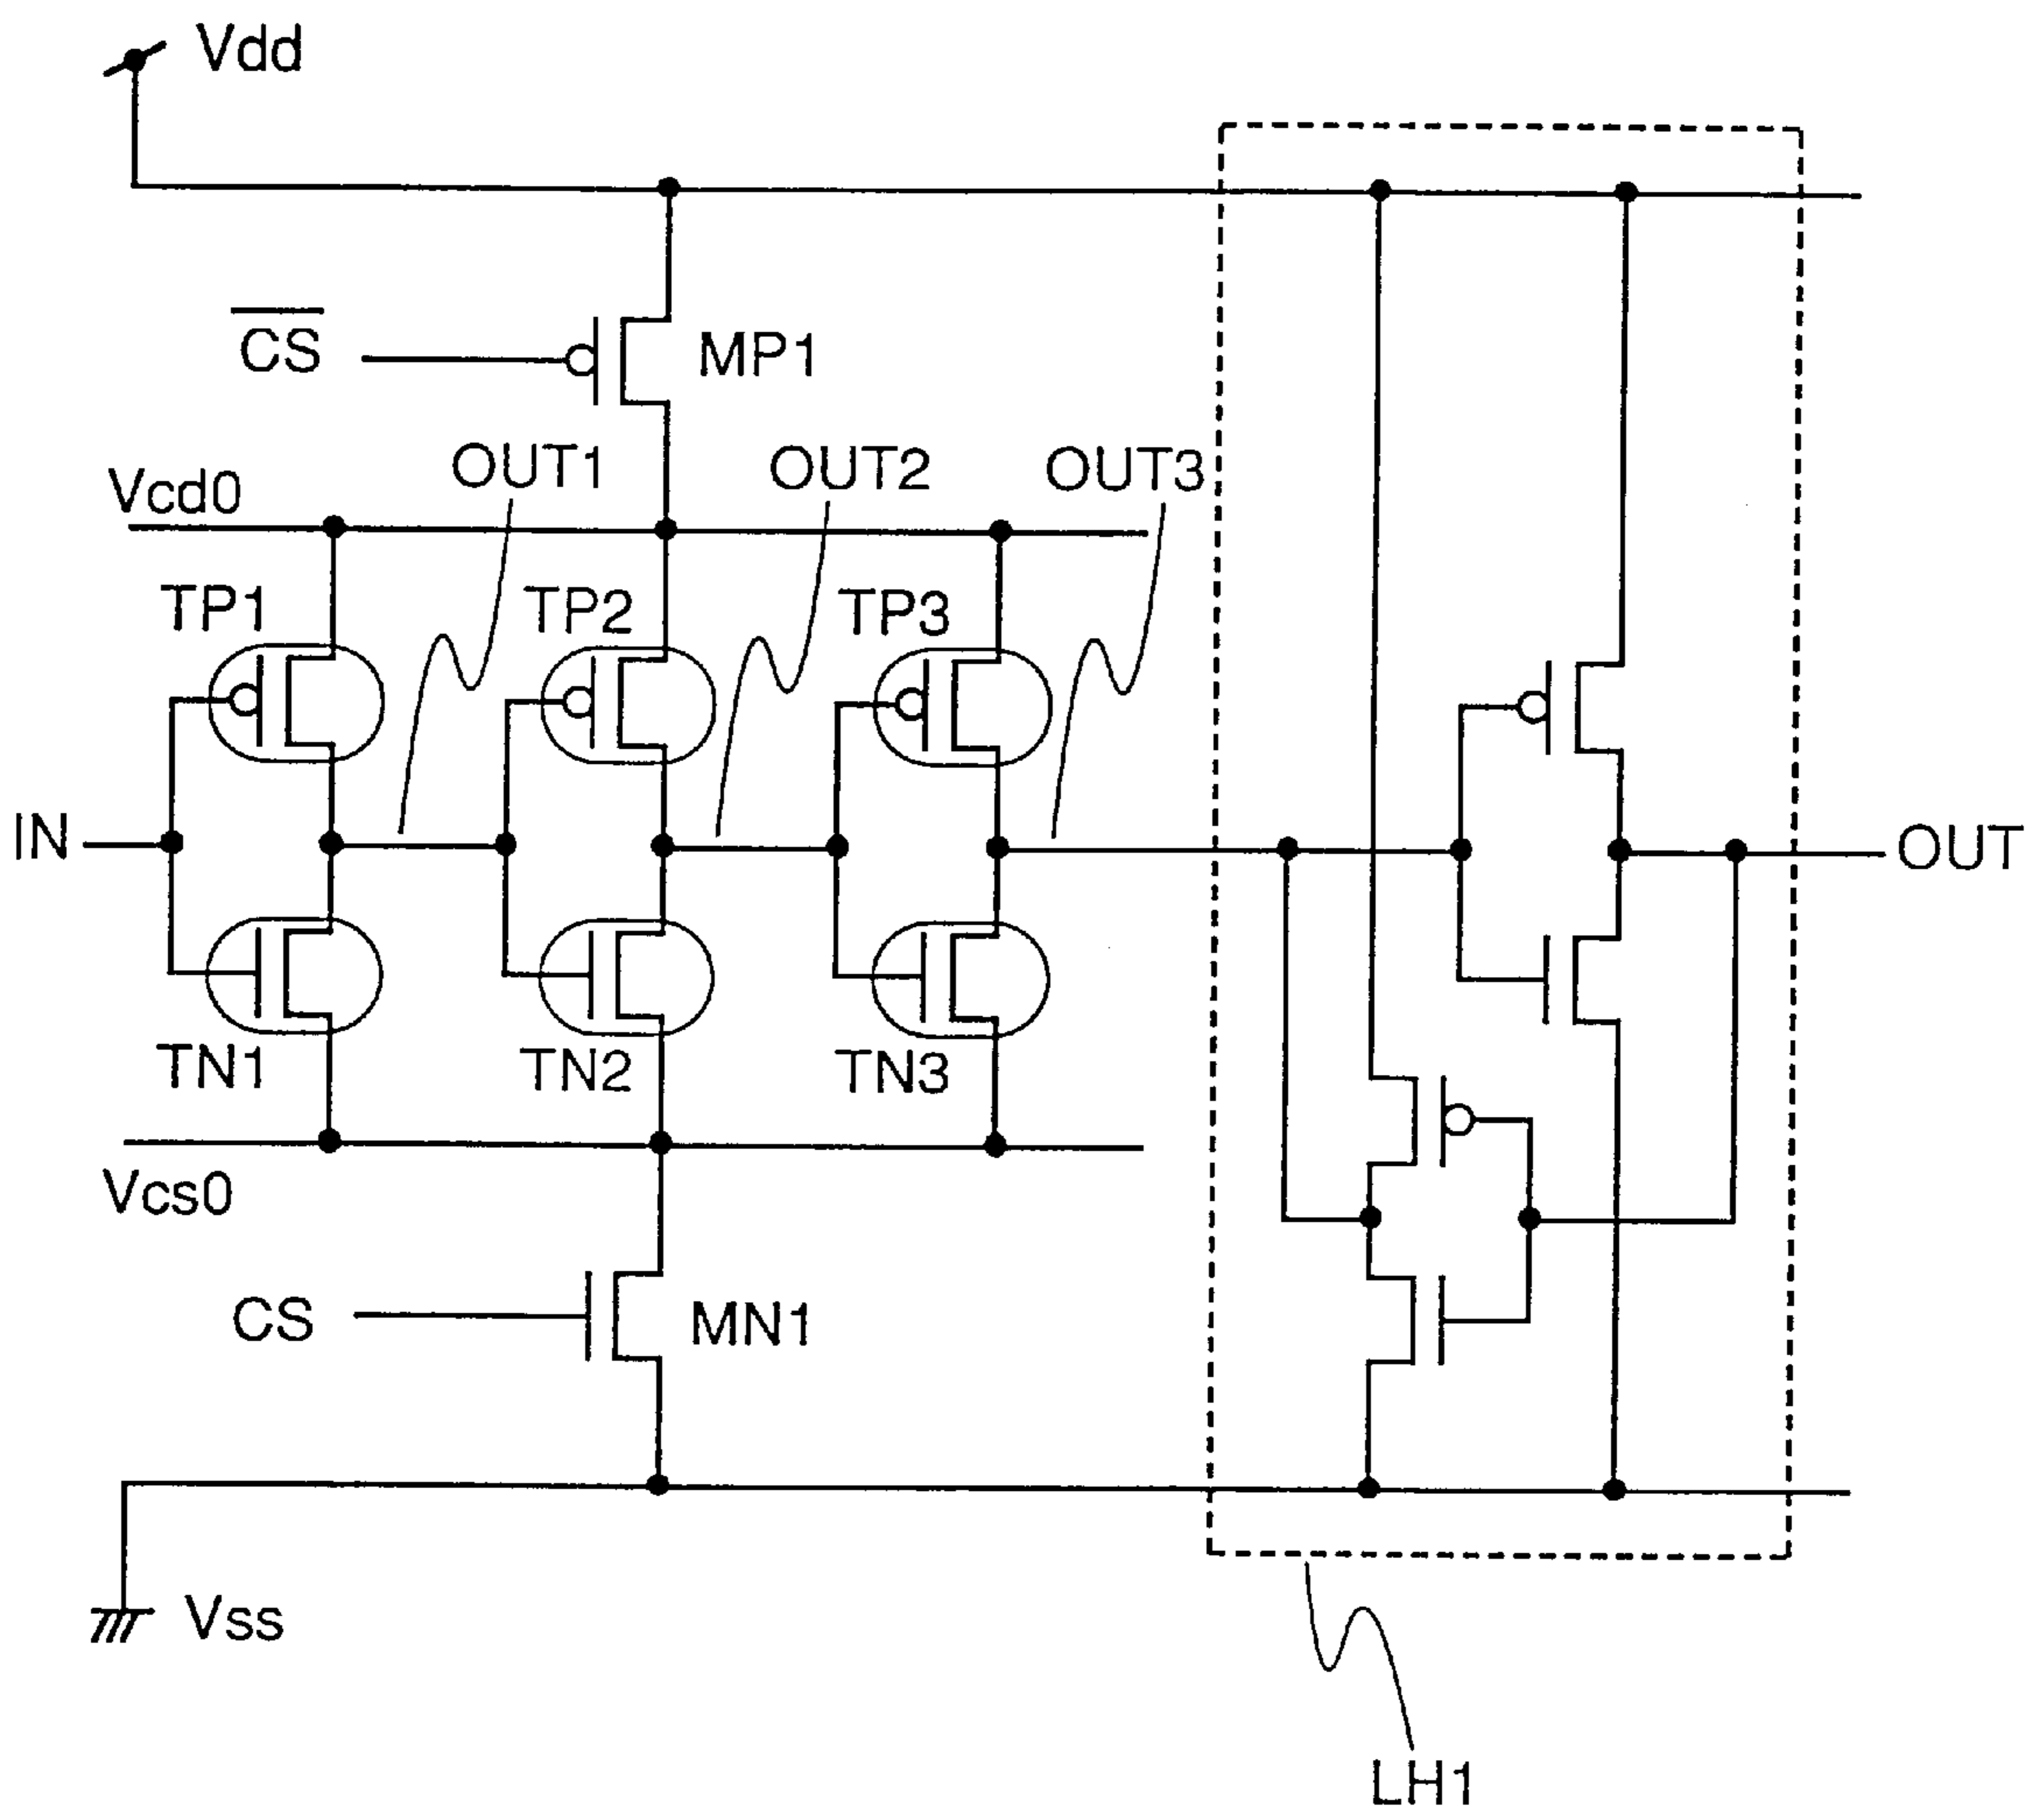 Vdd
C̅S̅
MP1
OUT1
OUT2
OUT3
Vcd0
TP1
TP2
TP3
IN
OUT
TN1
TN2
TN3
Vcs0
CS
MN1
Vss
LH1